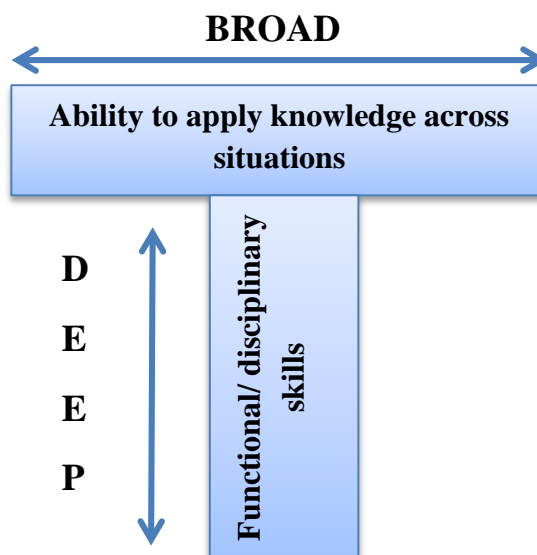 BROAD
Ability to apply knowledge across
situations
D
E
E
P
Functional/ disciplinary
skills